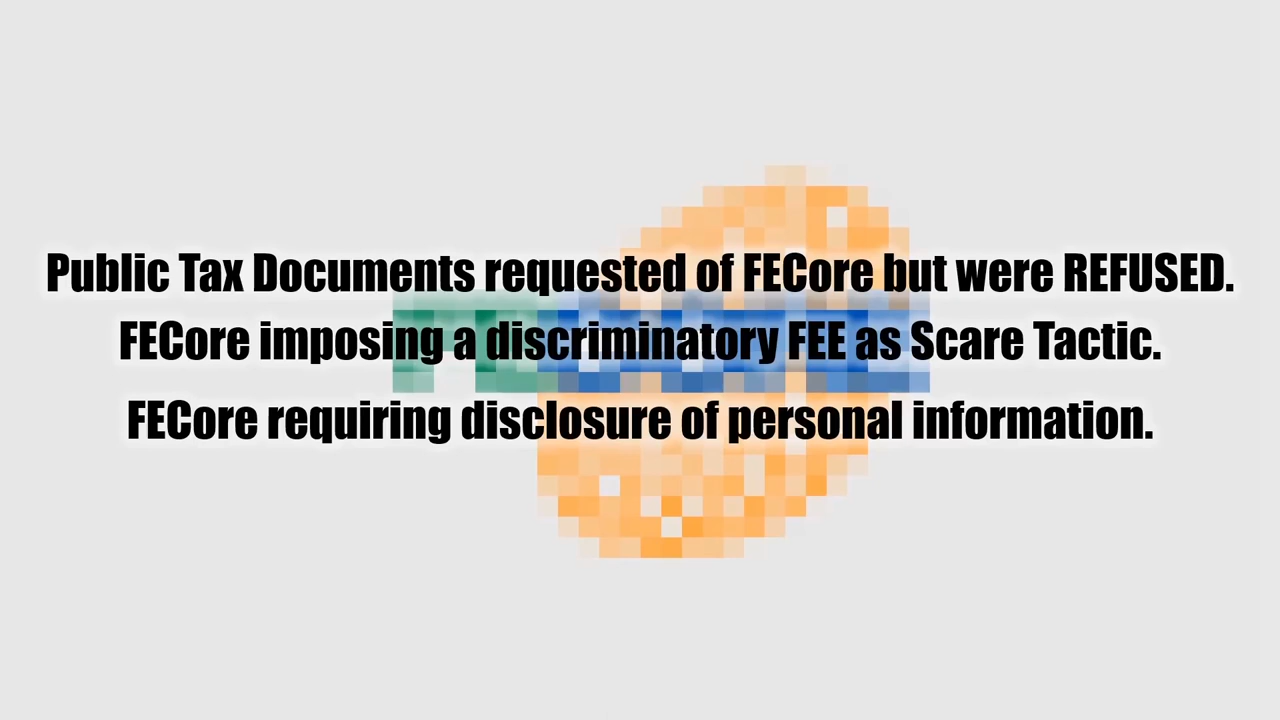 Public Tax Documents requested of FECore but were REFUSED.
FECore imposing a discriminatory FEE as Scare Tactic.
FECore requiring disclosure of personal information.